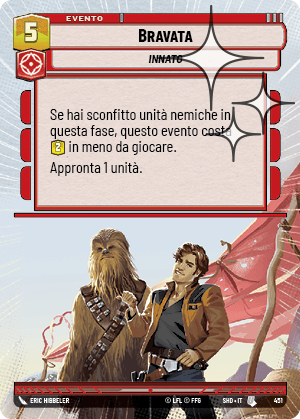 EVENTO
5
BRAVATA
INNATO
Se hai sconfitto unità nemiche in
questa fase, questo evento costa
2 in meno da giocare.
Appronta 1 unità.
ERIC HIBBELER
© LFL © FFG
SHD • IT
451